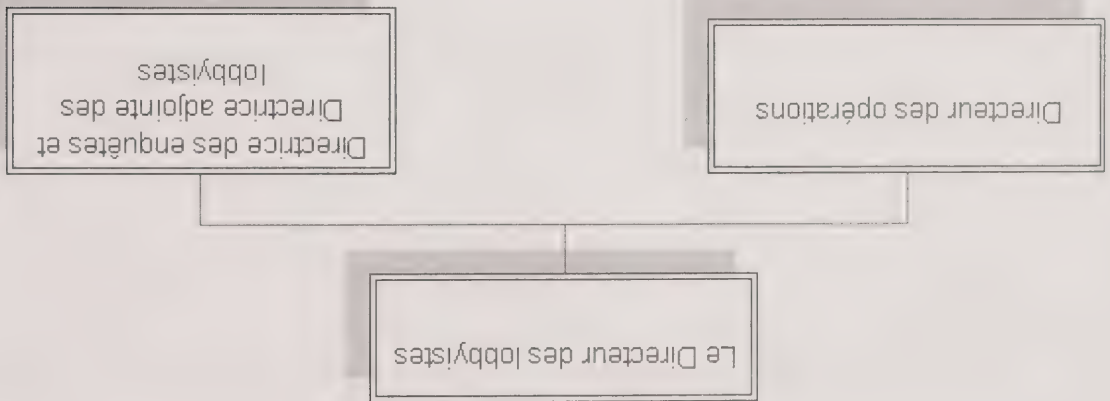 Le Directeur des lobbyistes
Directeur des opérations
Directrice des enquêtes et
Directrice adjointe des
lobbyistes